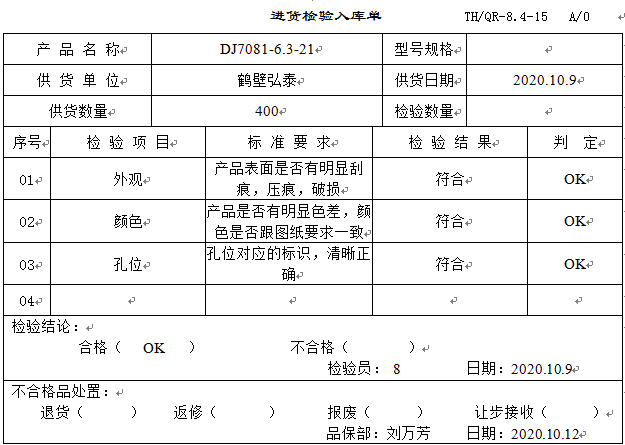 进货检验入库单 TH/QR-8.4-15 A/0
产 品 名 称 DJ7081-6.3-21 型号规格
供 货 单 位 鹤壁弘泰 供货日期 2020.10.9
供货数量 400 检验数量
序号 检 验 项 目 标 准 要 求 检 验 结 果 判 定
01 外观 产品表面是否有明显刮
痕，压痕，破损 符合 OK
02 颜色 产品是否有明显色差，颜
色是否跟图纸要求一致 符合 OK
03 孔位 孔位对应的标识，清晰正
确 符合 OK
04
检验结论：
合格（ OK ） 不合格（ ）
检验员： 8 日期：2020.10.9
不合格品处置：
退货（ ） 返修（ ） 报废（ ） 让步接收（ ）
品保部：刘万芳 日期：2020.10.12